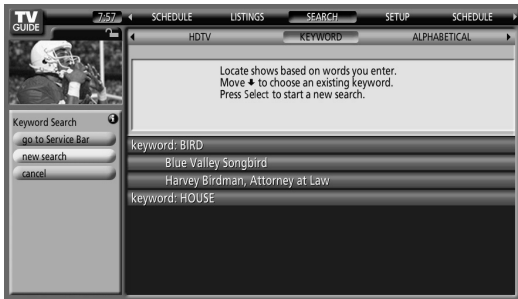 TV
GUIDE
7:57
SCHEDULE LISTINGS SEARCH SETUP SCHEDULE
HDTV KEYWORD ALPHABETICAL
Locate shows based on words you enter.
Move ⬇ to choose an existing keyword.
Press Select to start a new search.
Keyword Search i
go to Service Bar
new search
cancel
keyword: BIRD
Blue Valley Songbird
Harvey Birdman, Attorney at Law
keyword: HOUSE